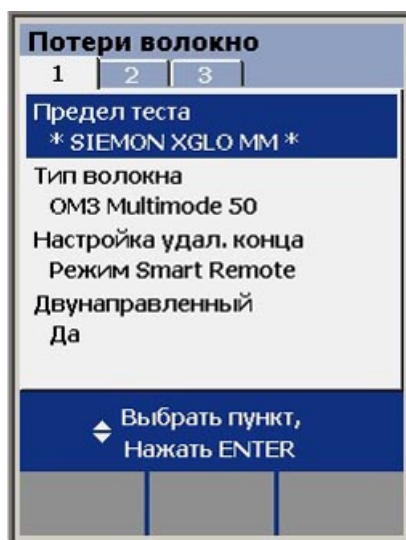 Потери волокно
1 2 3
Предел теста
* SIEMON XGLO MM *
Тип волокна
OM3 Multimode 50
Настройка удал. конца
Режим Smart Remote
Двунаправленный
Да
Выбрать пункт,
Нажать ENTER